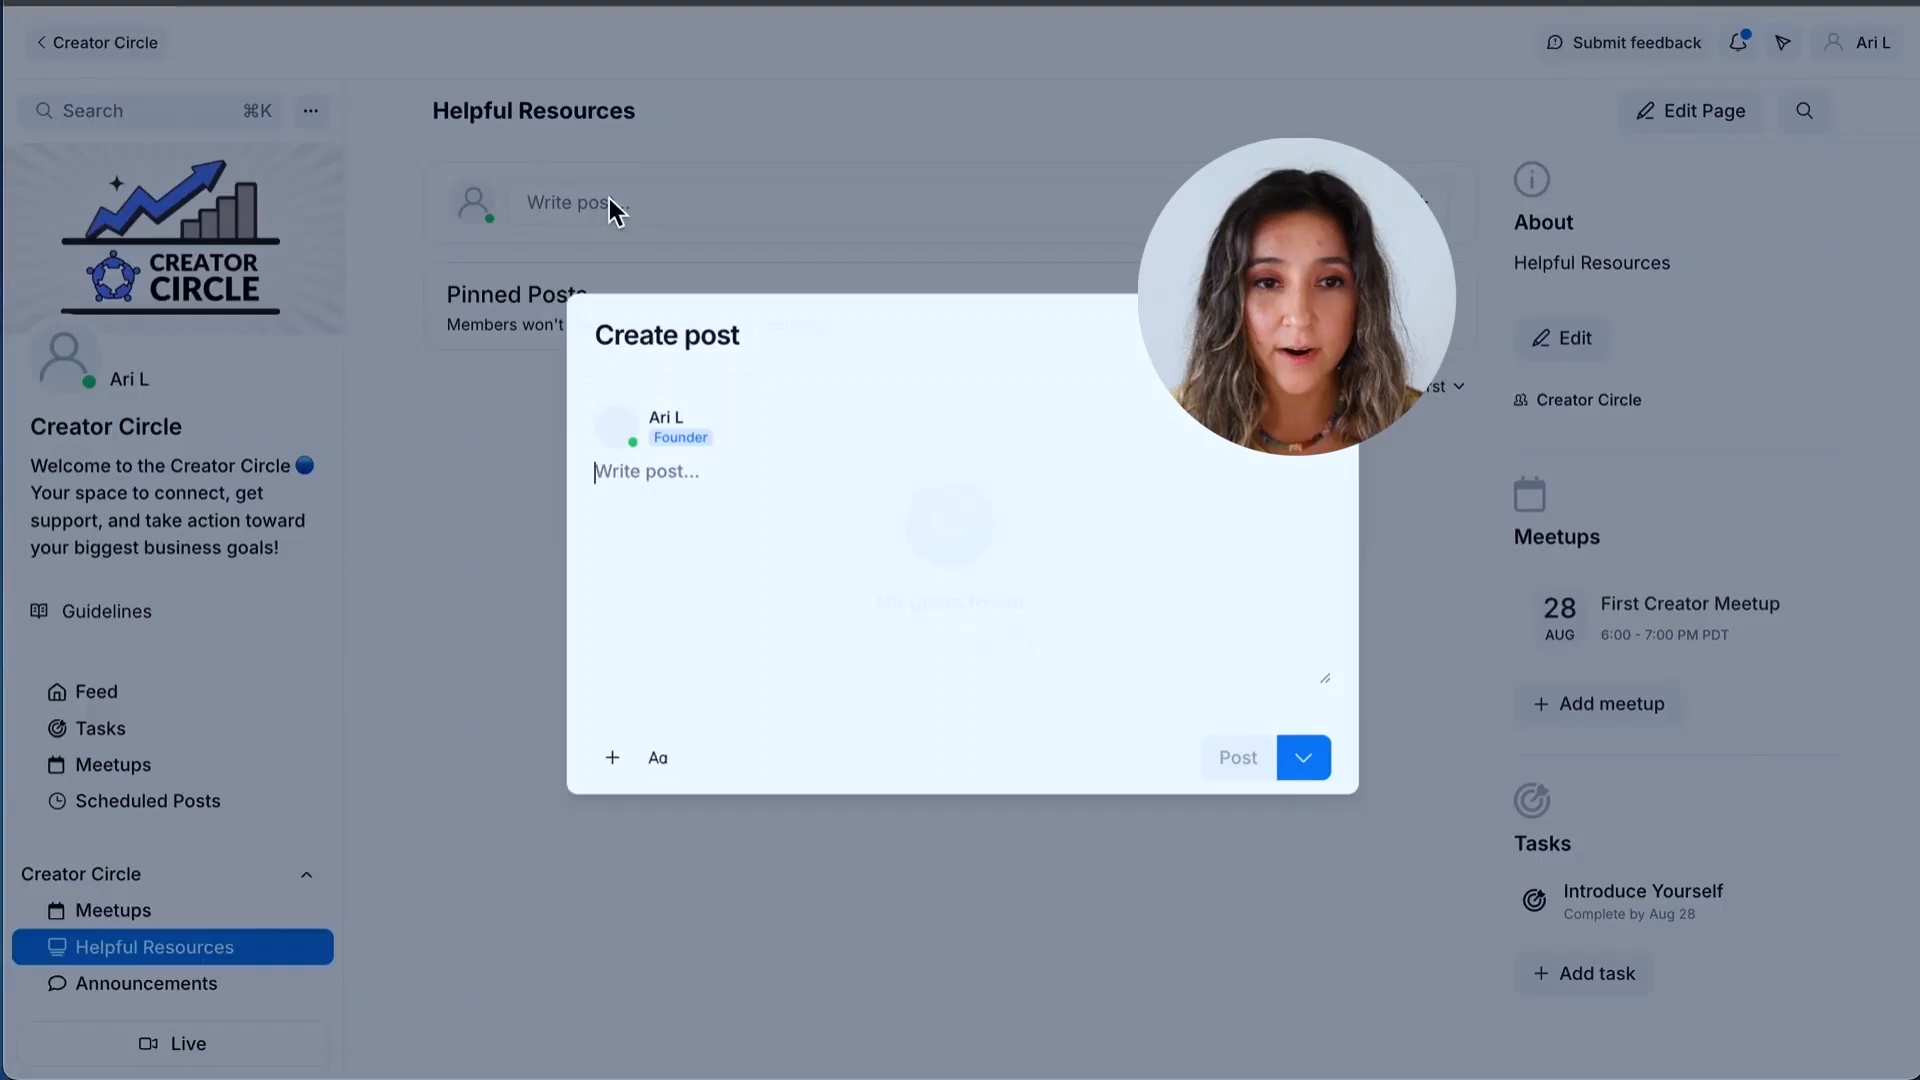 Creator Circle
Submit feedback
Ari L
Search
⌘K
Helpful Resources
Edit Page
CREATOR
CIRCLE
Write pos
Pinned Posts
Members won't
Ari L
Creator Circle
Welcome to the Creator Circle
Your space to connect, get
support, and take action toward
your biggest business goals!
Guidelines
Feed
Tasks
Meetups
Scheduled Posts
Creator Circle
Meetups
Helpful Resources
Announcements
Live
Create post
Ari L
Founder
Write post...
Aa
Post
About
Helpful Resources
Edit
Creator Circle
Meetups
28
AUG
First Creator Meetup
6:00 - 7:00 PM PDT
Add meetup
Tasks
Introduce Yourself
Complete by Aug 28
Add task